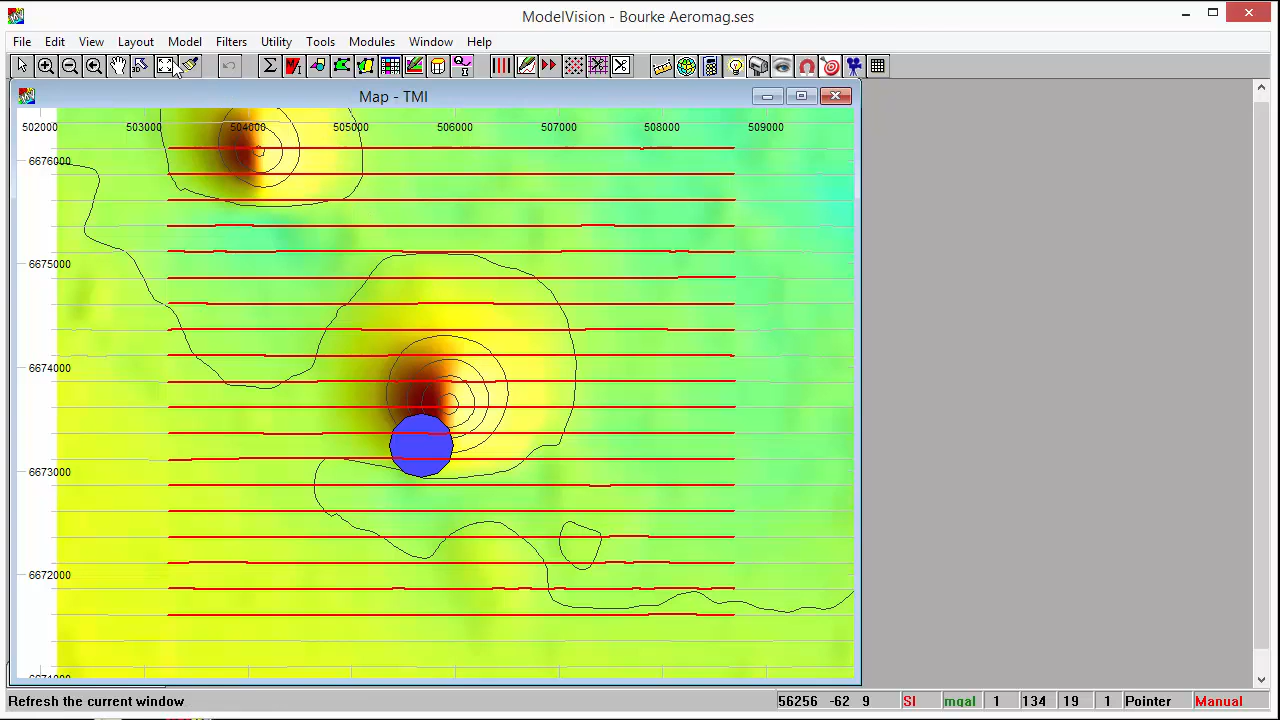 ModelVision - Bourke Aeromag.ses
File Edit View Layout Model Filters Utility Tools Modules Window Help
Map - TMI
502000 503000 504000 505000 506000 507000 508000 509000
6676000
6675000
6674000
6673000
6672000
Refresh the current window 56256 -62 9 SI mgal 1 134 19 1 Pointer Manual